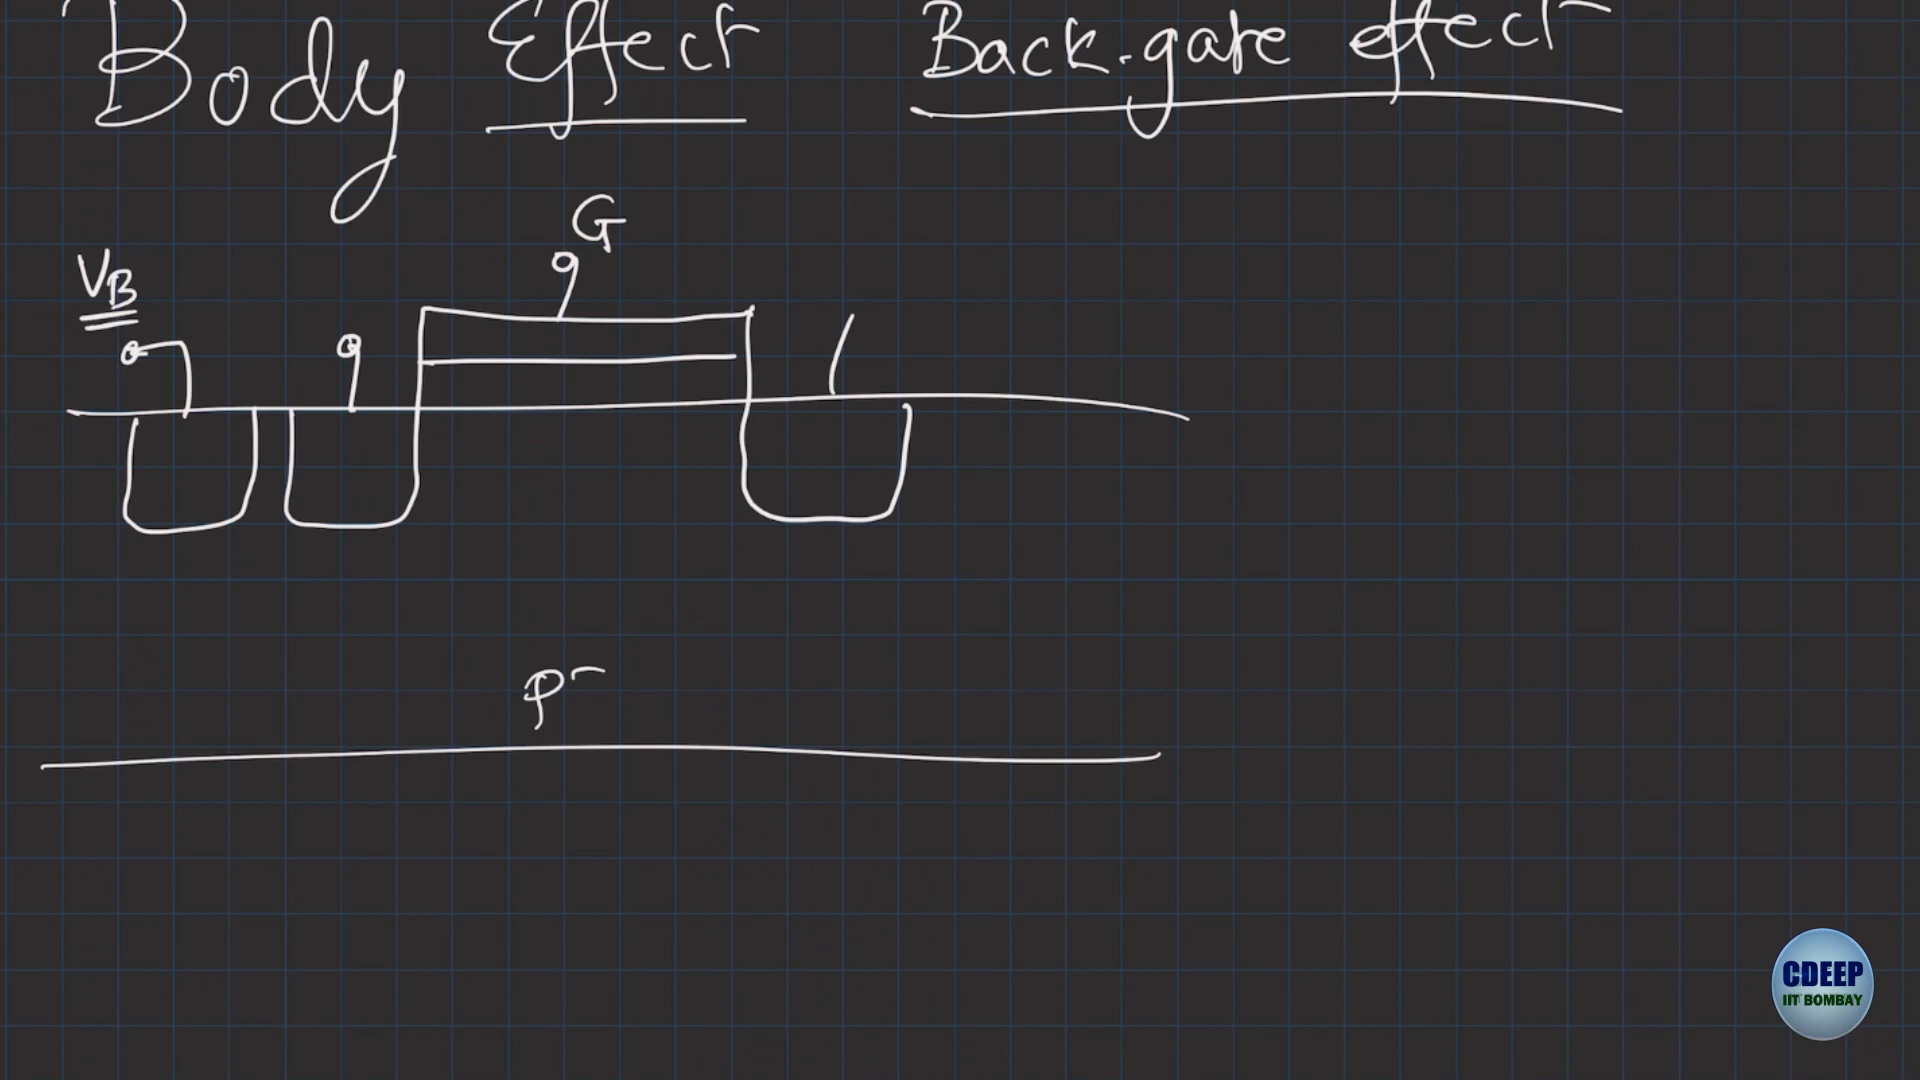 Body Effect Back-gate effect
G
VB
p-
CDEEP
IIT BOMBAY